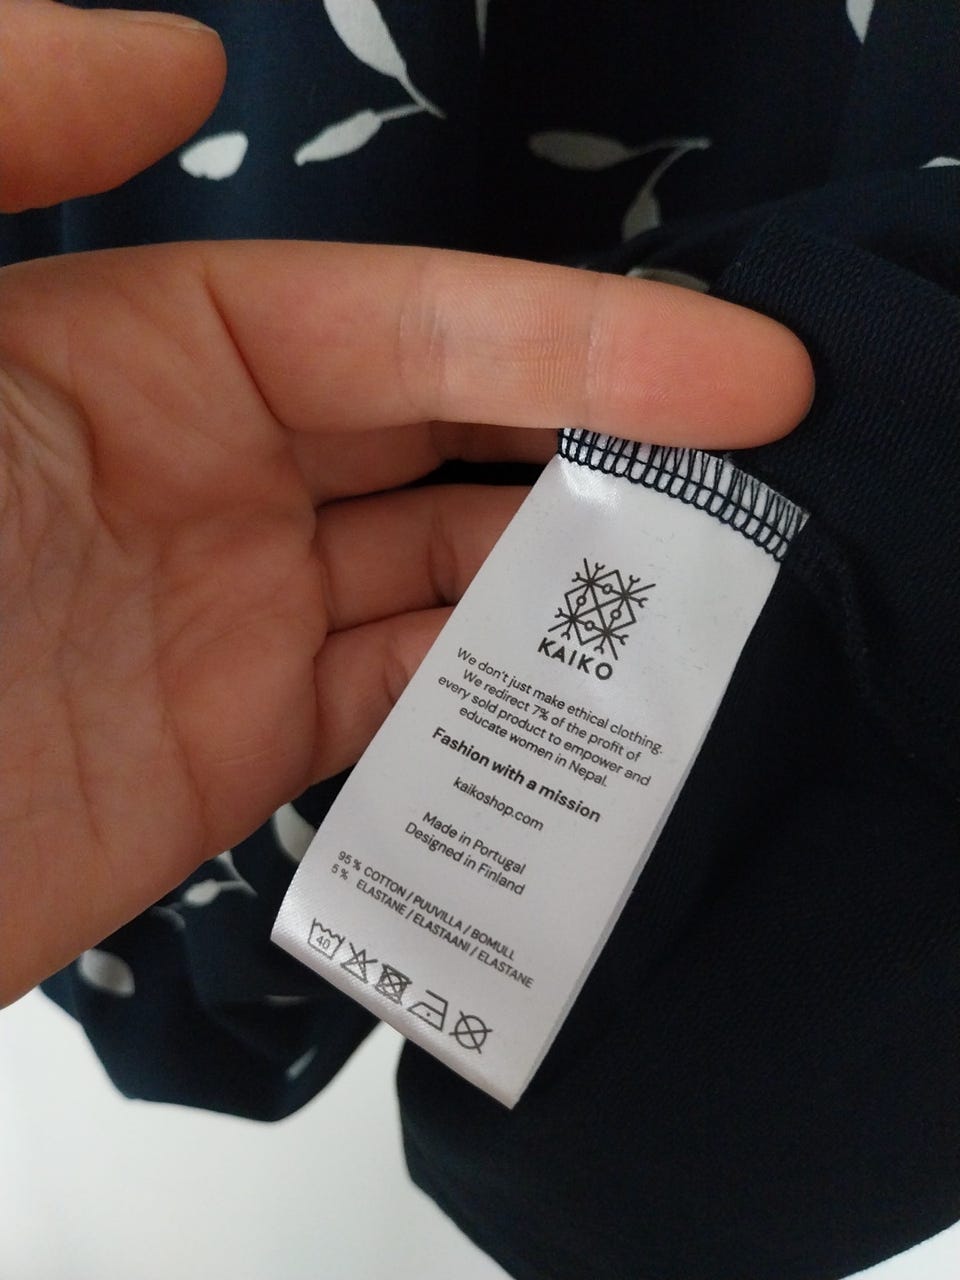 KAIKO
We don't just make ethical clothing.
We redirect 7% of the profit of
every sold product to empower and
educate women in Nepal.
Fashion with a mission
kaikoshop.com
Made in Portugal
Designed in Finland
95 % COTTON / PUUVILLA / BOMULL
5 % ELASTANE / ELASTAANI / ELASTANE
40